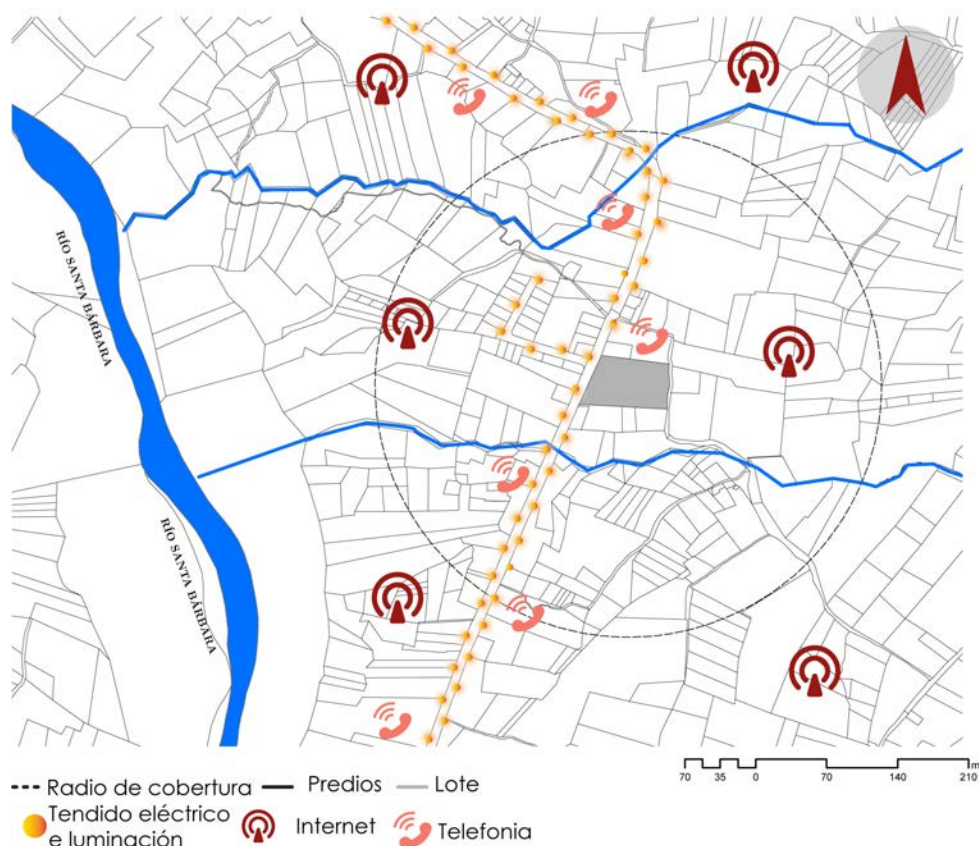 RÍO SANTA BÁRBARA
RÍO SANTA BÁRBARA
m
70 35 0 70 140 210
Radio de cobertura Predios Lote
Tendido eléctrico
e luminación
Internet
Telefonia